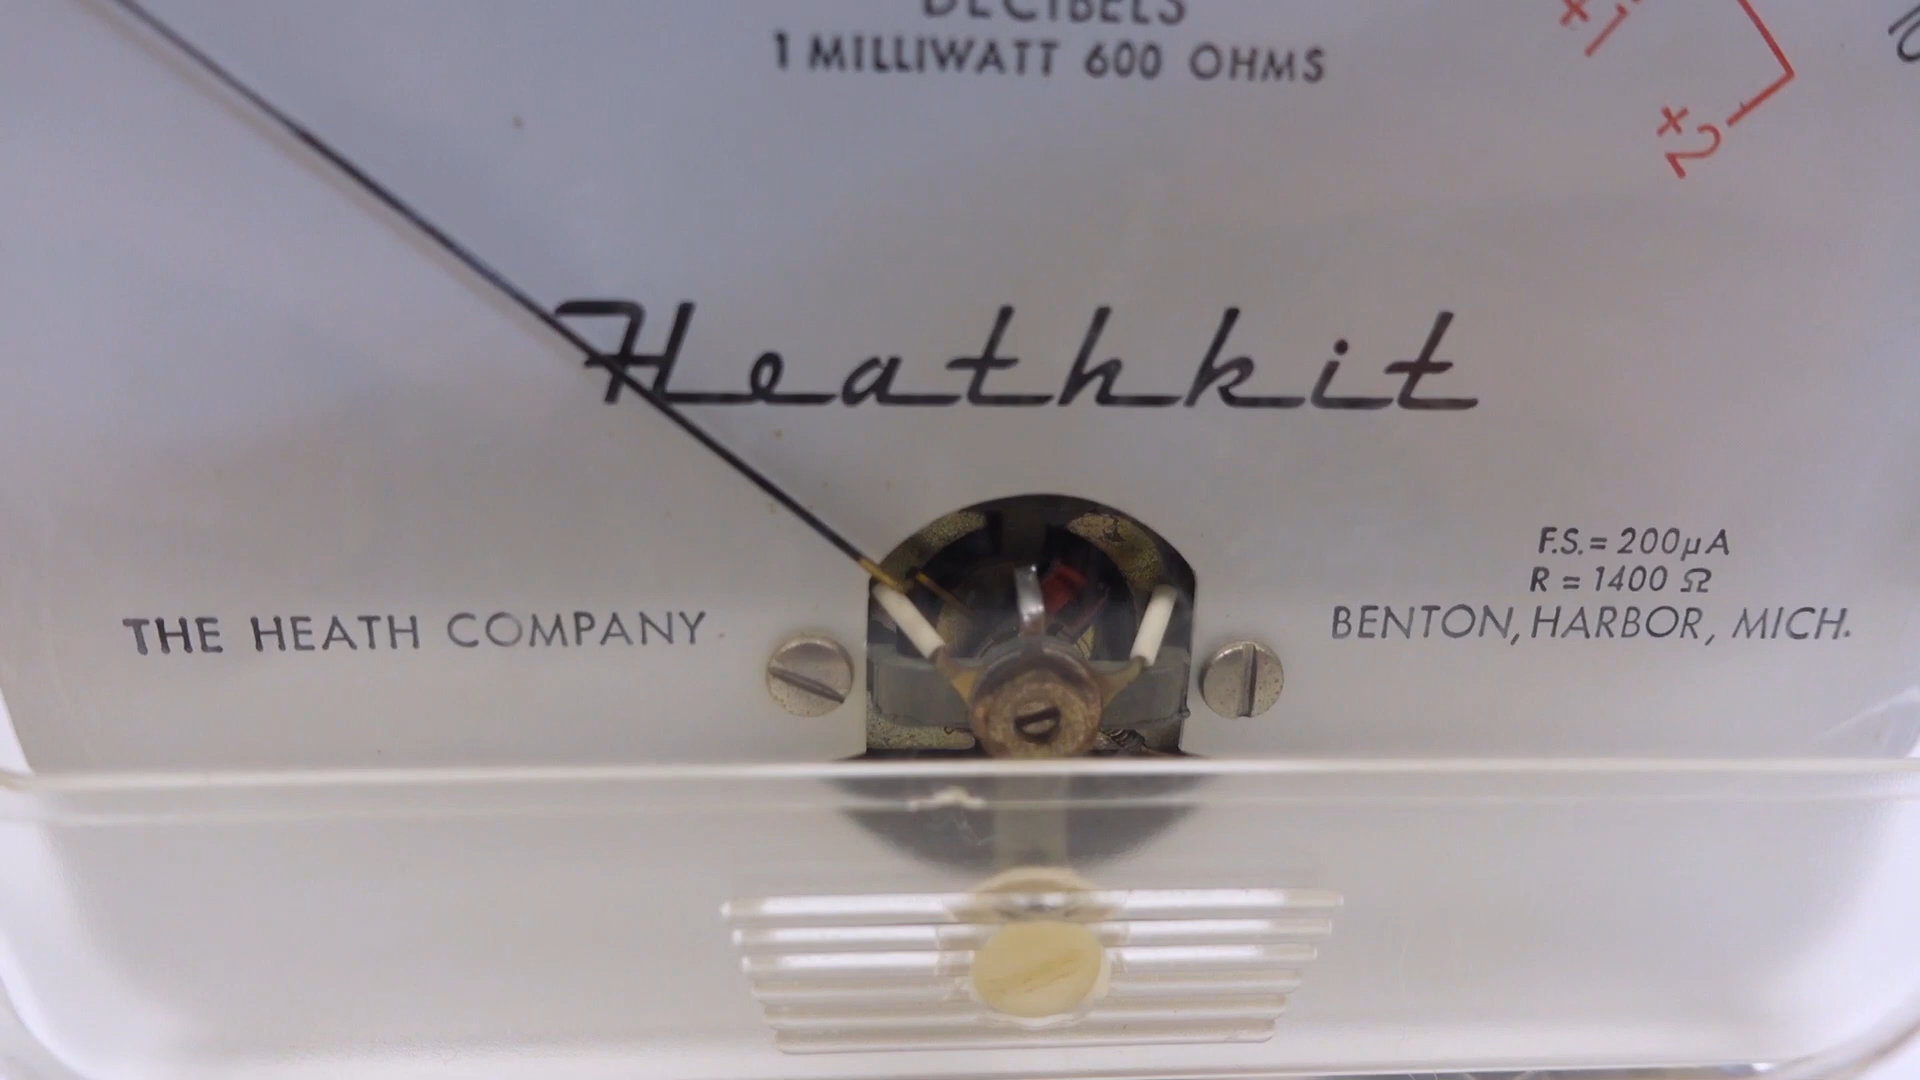 DECIBELS
1 MILLIWATT 600 OHMS
+1
+2
Heathkit
F.S. = 200µA
R = 1400 Ω
THE HEATH COMPANY
BENTON, HARBOR, MICH.